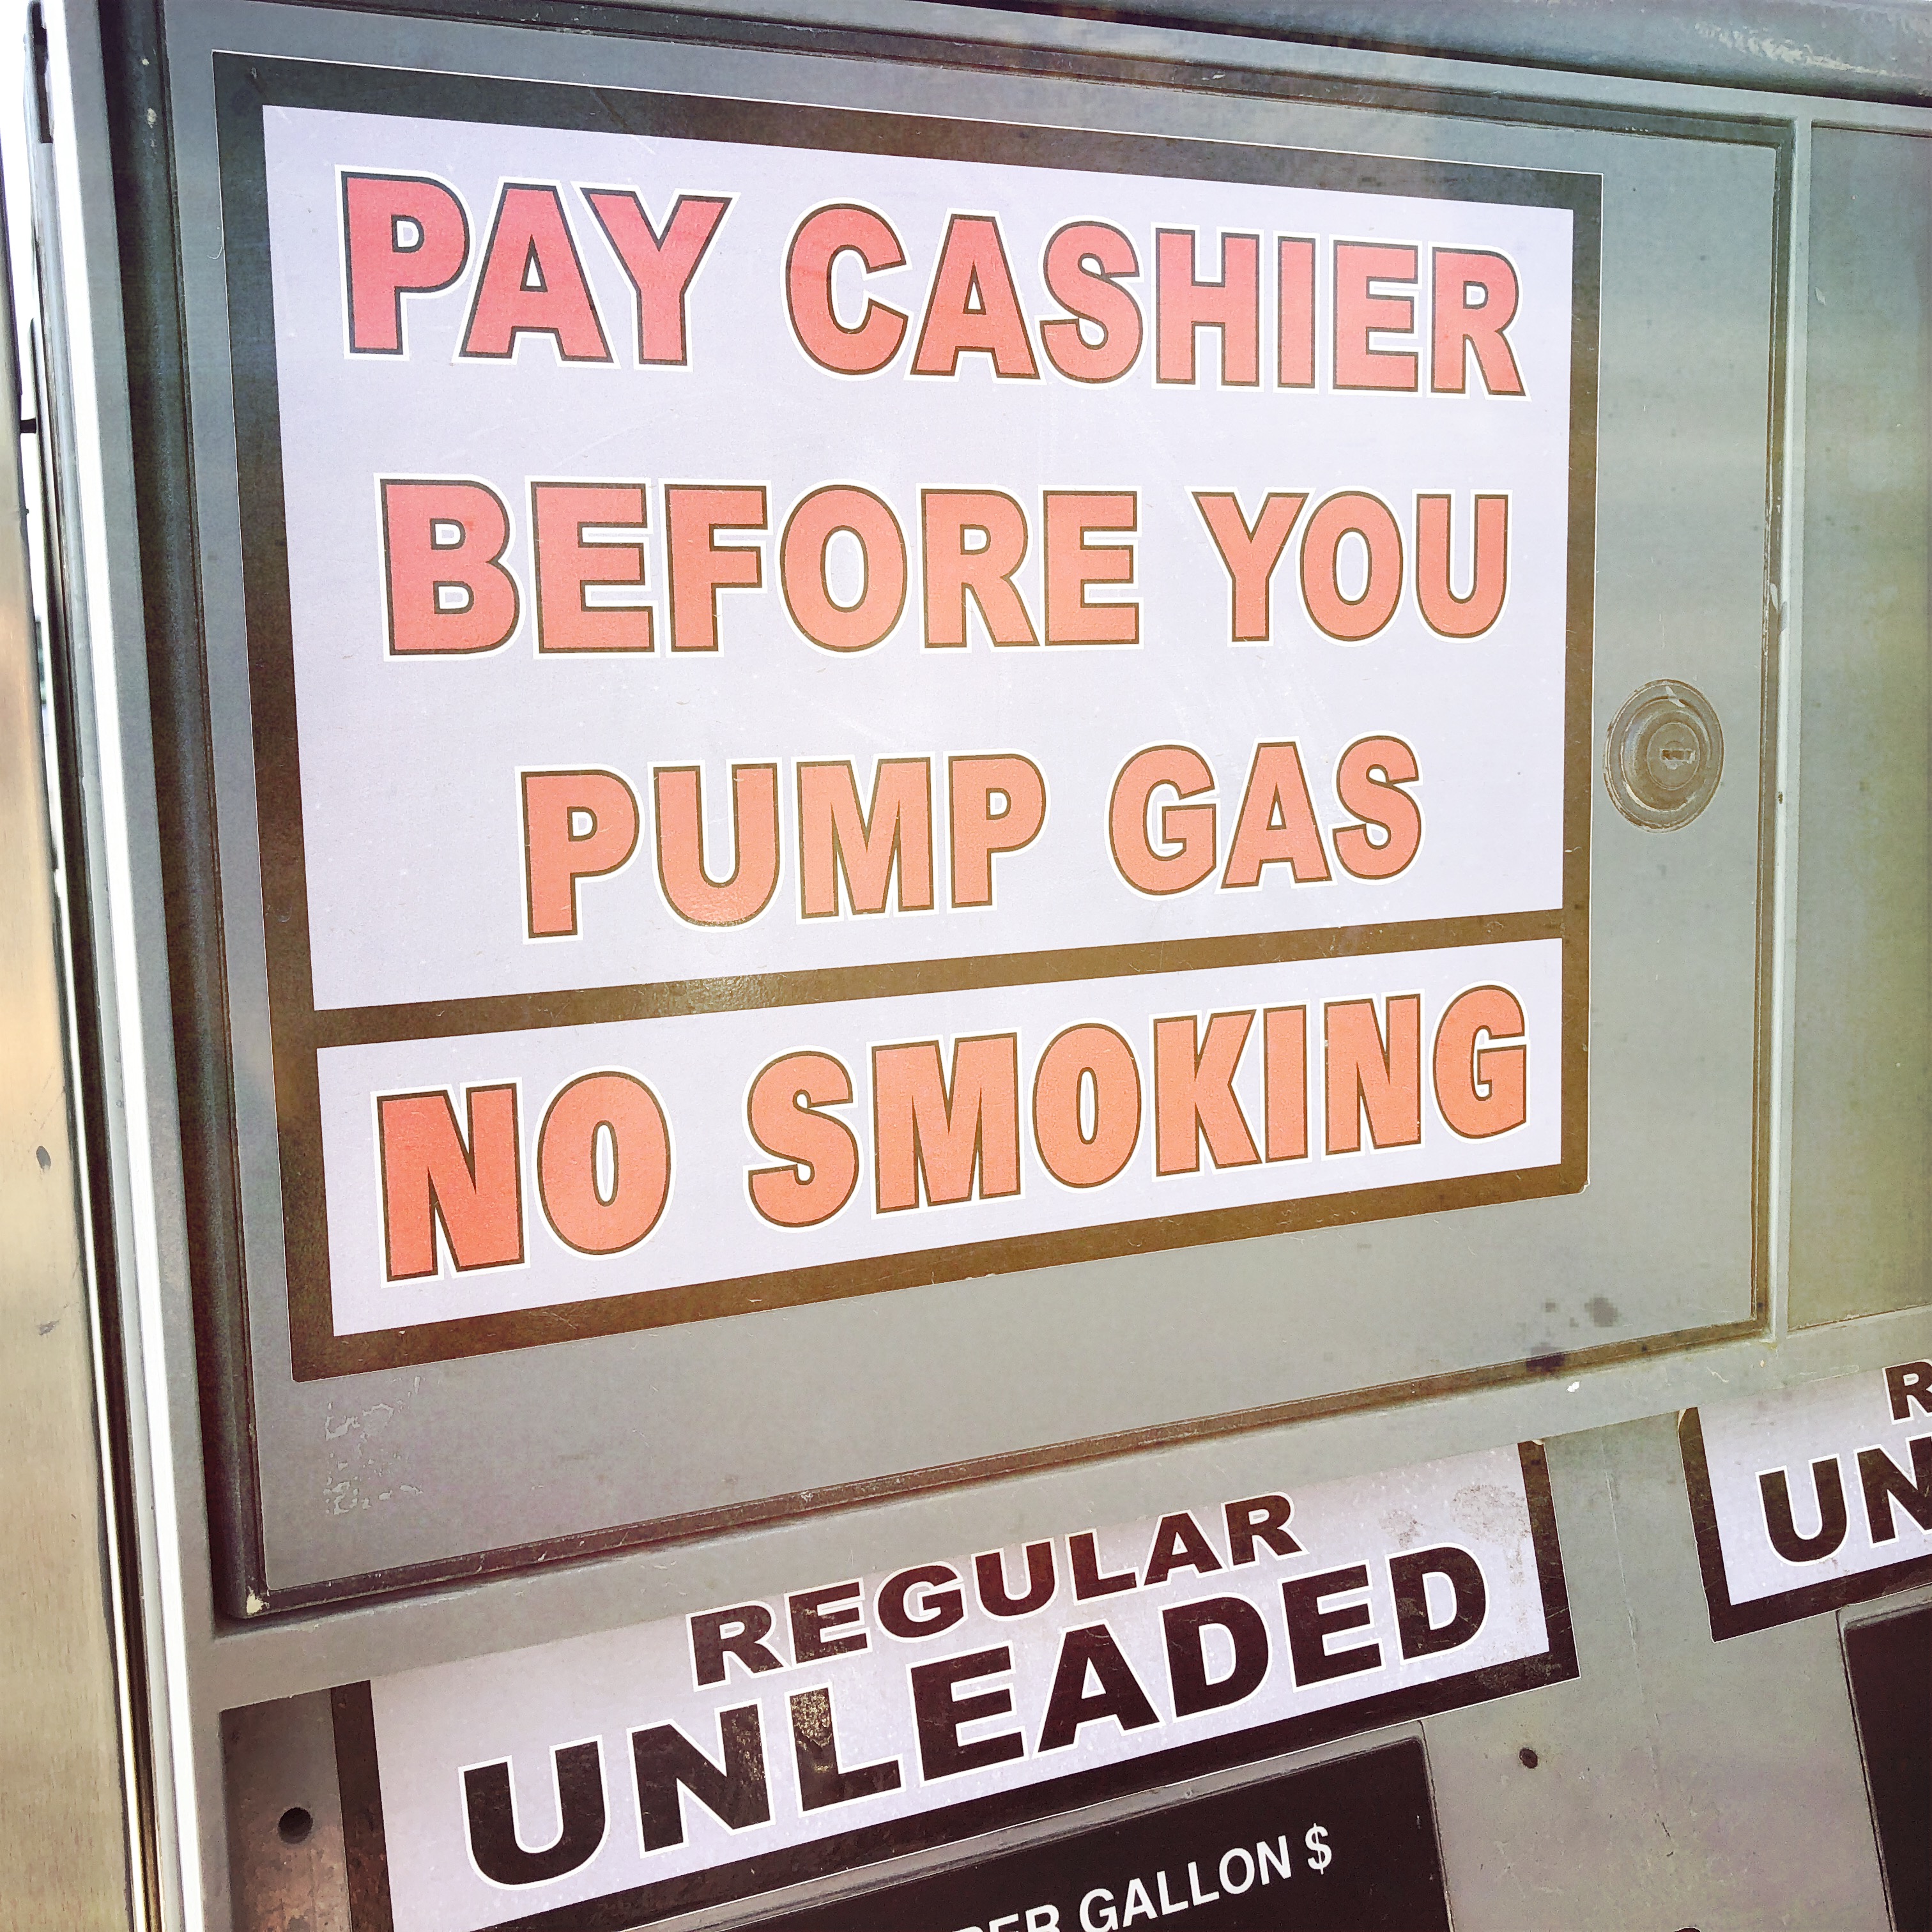 PAY CASHIER
BEFORE YOU
PUMP GAS
NO SMOKING
REGULAR
UNLEADED
GALLON $